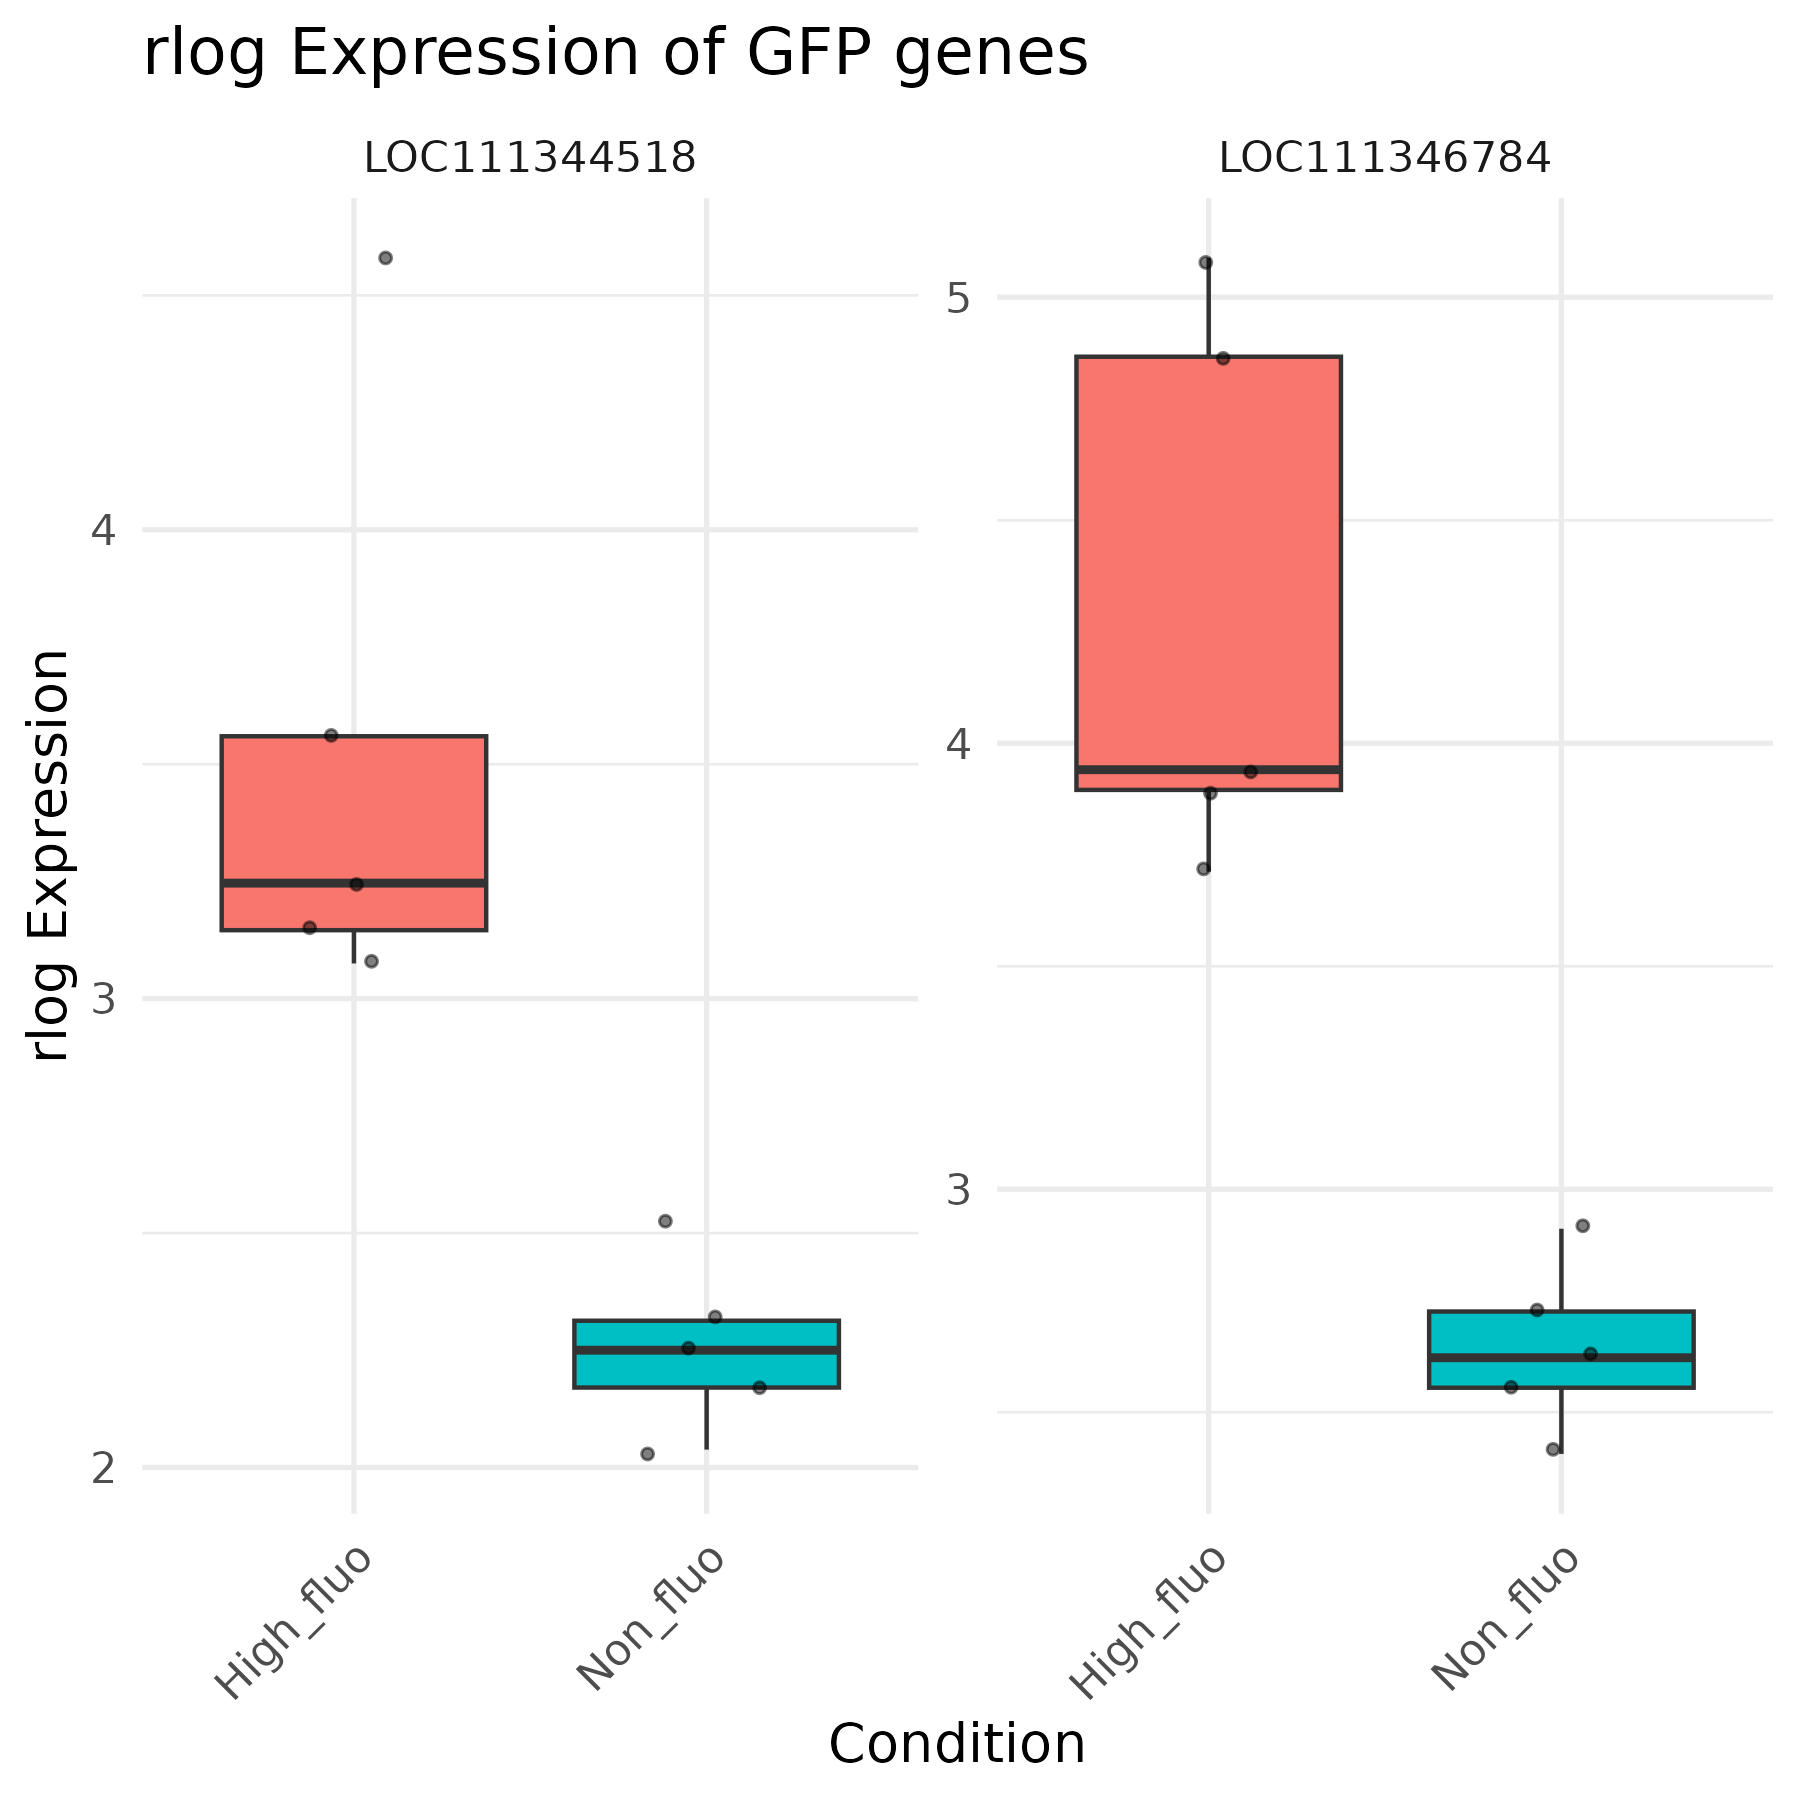 rlog Expression of GFP genes
LOC111344518
LOC111346784
rlog Expression
4
3
2
5
4
3
High_fluo
Non_fluo
High_fluo
Non_fluo
Condition